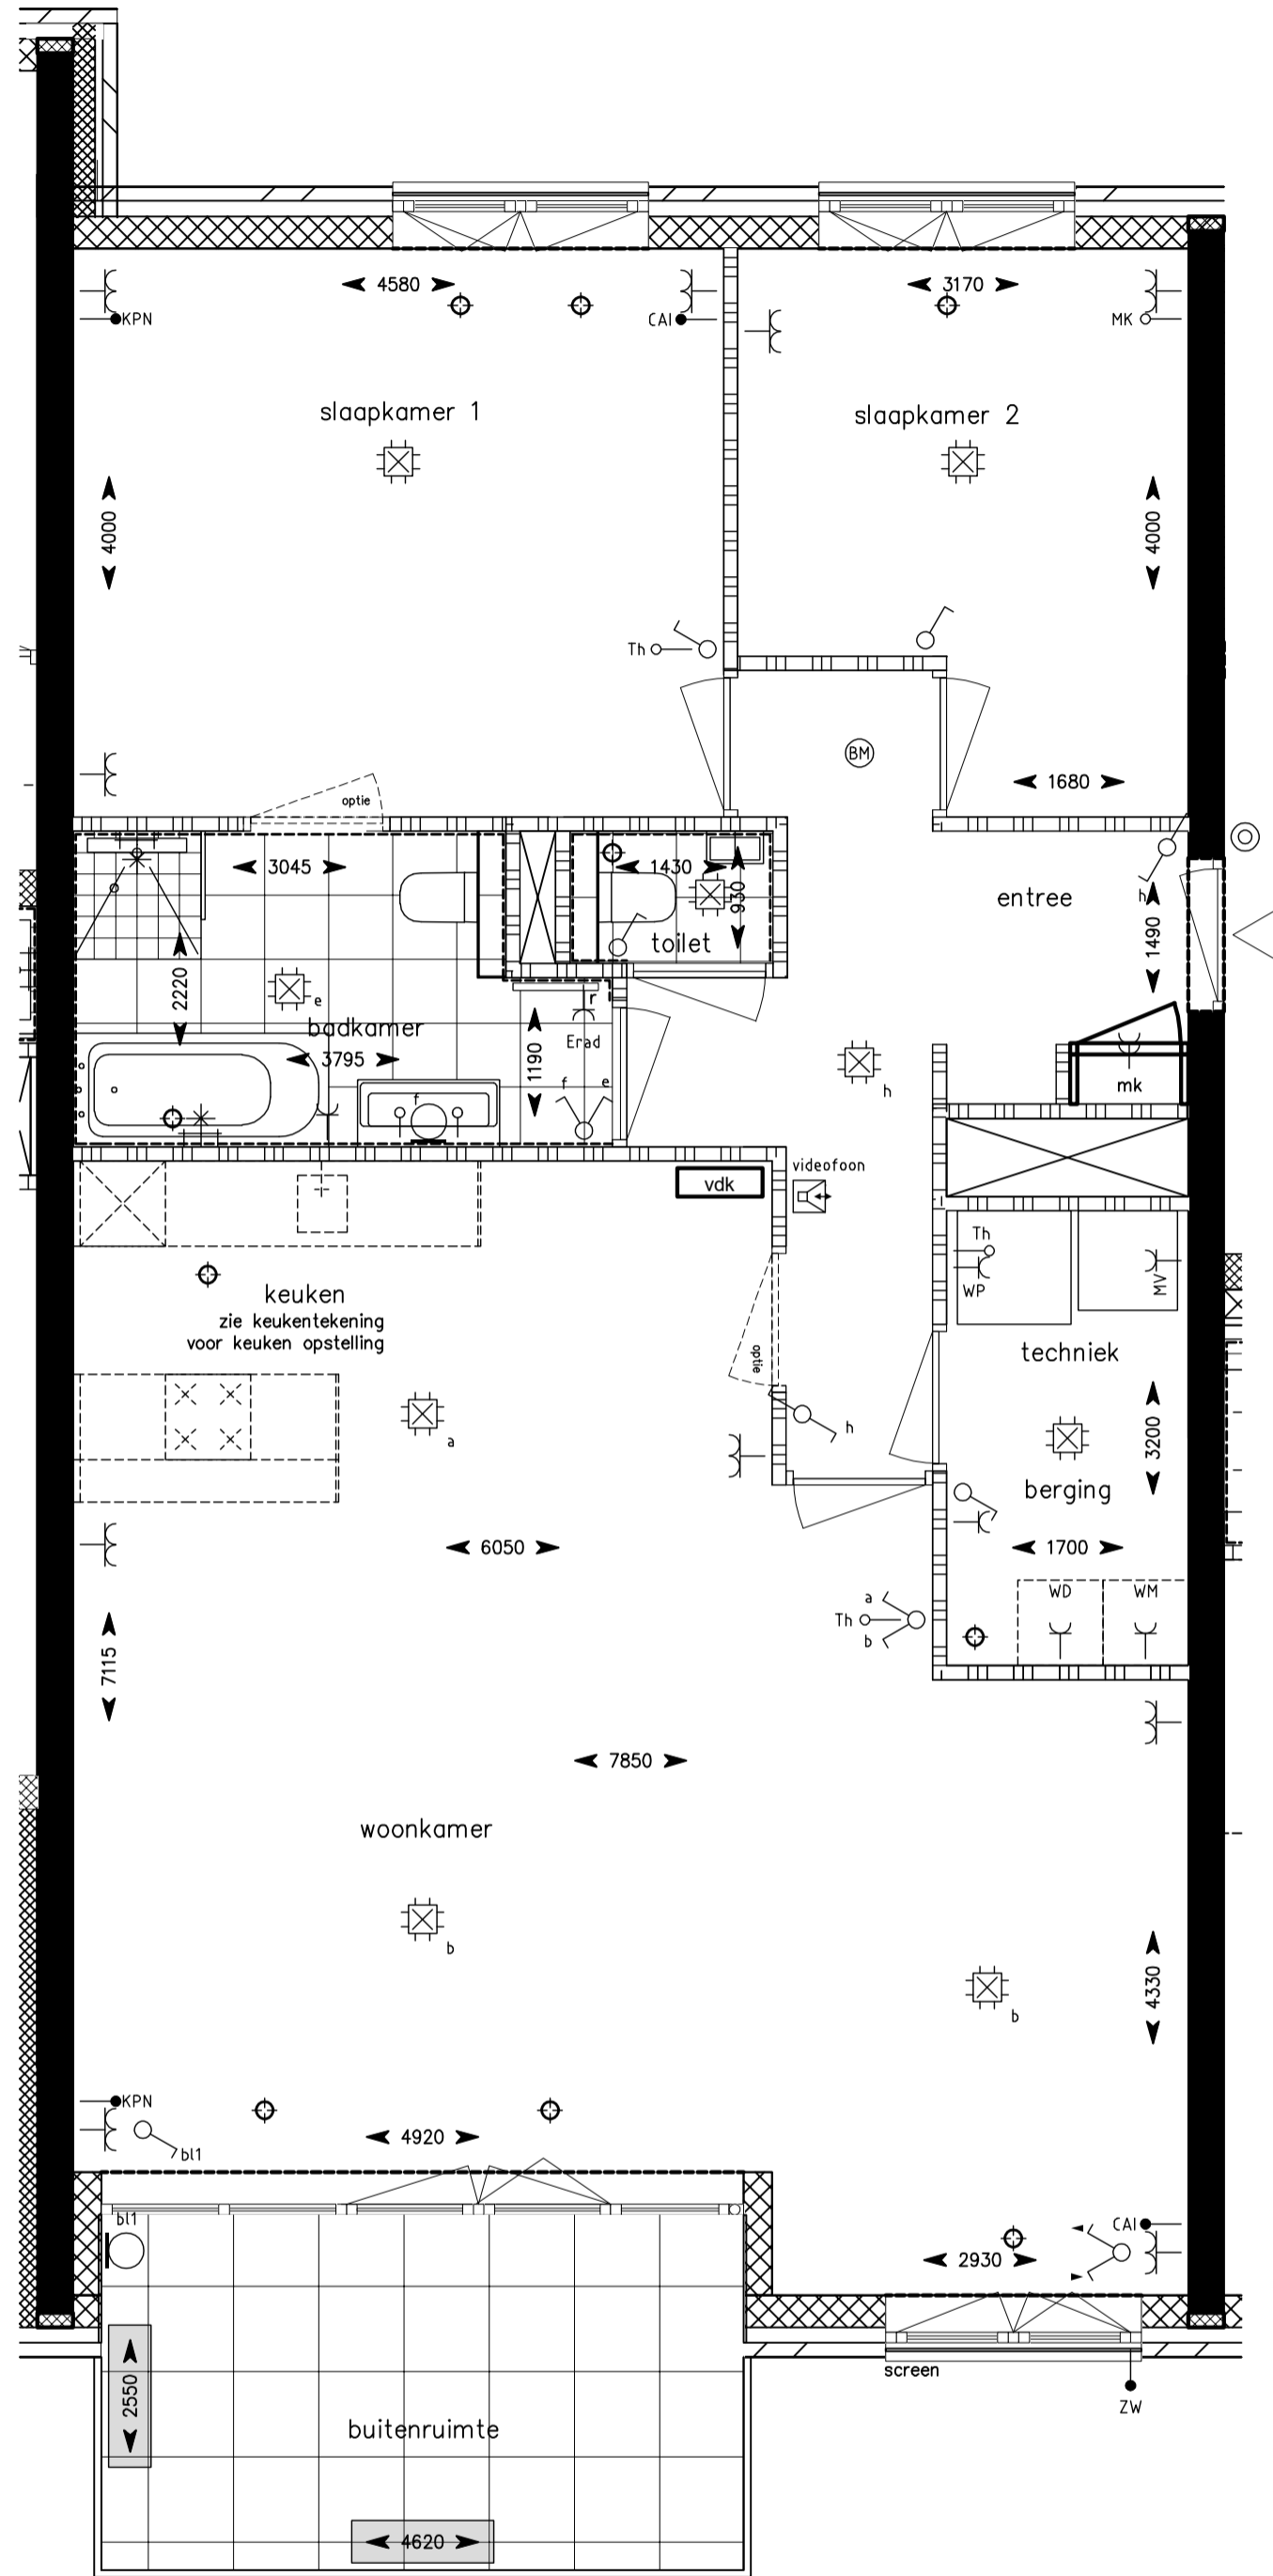 4580
3170
KPN
CAI
MK
slaapkamer 1
slaapkamer 2
4000
4000
Th
BM
optie
1680
3045
1430
930
h
entree
toilet
1490
2220
e
r
badkamer
Erad
3795
1190
f
e
f
h
mk
vdk
videofoon
Th
WP
MV
keuken
zie keukentekening
voor keuken opstelling
optie
techniek
a
h
3200
berging
6050
1700
WD
WM
a
Th
b
7115
7850
woonkamer
b
b
4330
KPN
bl1
4920
bl1
CAI
2930
screen
ZW
2550
buitenruimte
4620